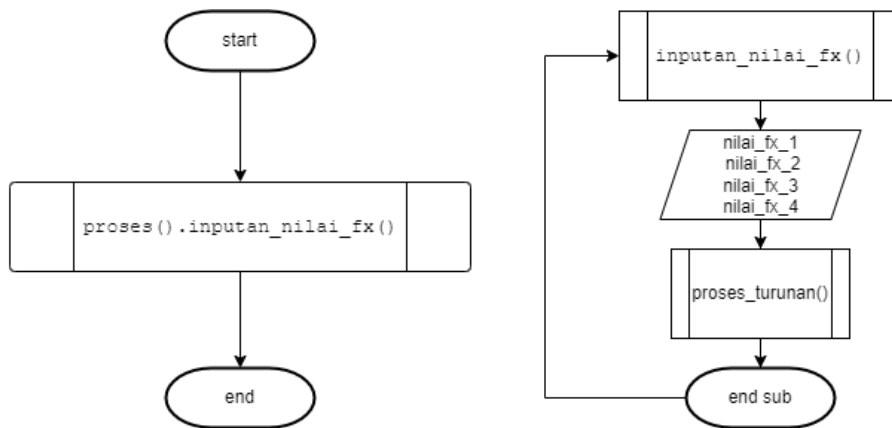 start
proses().inputan_nilai_fx()
end
inputan_nilai_fx()
nilai_fx_1
nilai_fx_2
nilai_fx_3
nilai_fx_4
proses_turunan()
end sub